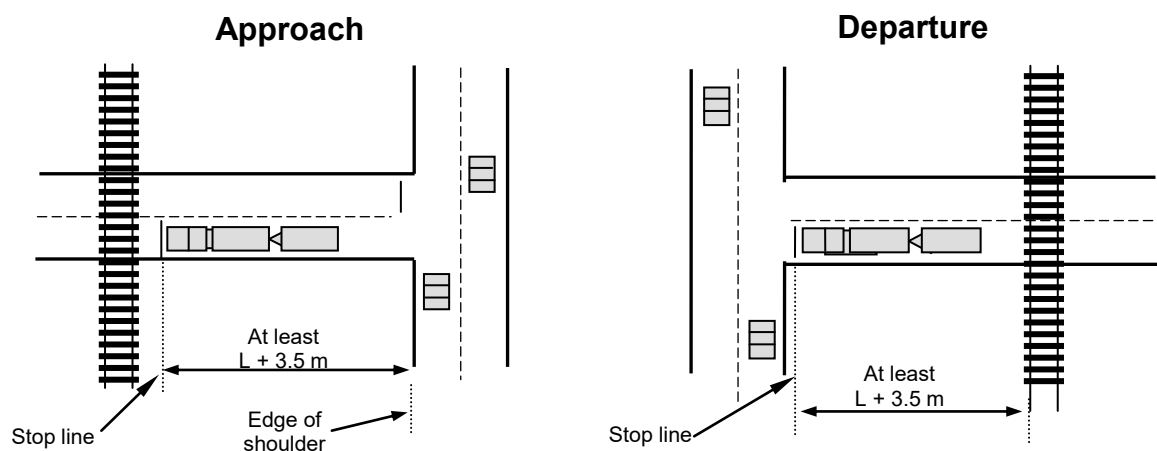 Approach
At least
L + 3.5 m
Stop line
Edge of
shoulder
Departure
At least
L + 3.5 m
Stop line